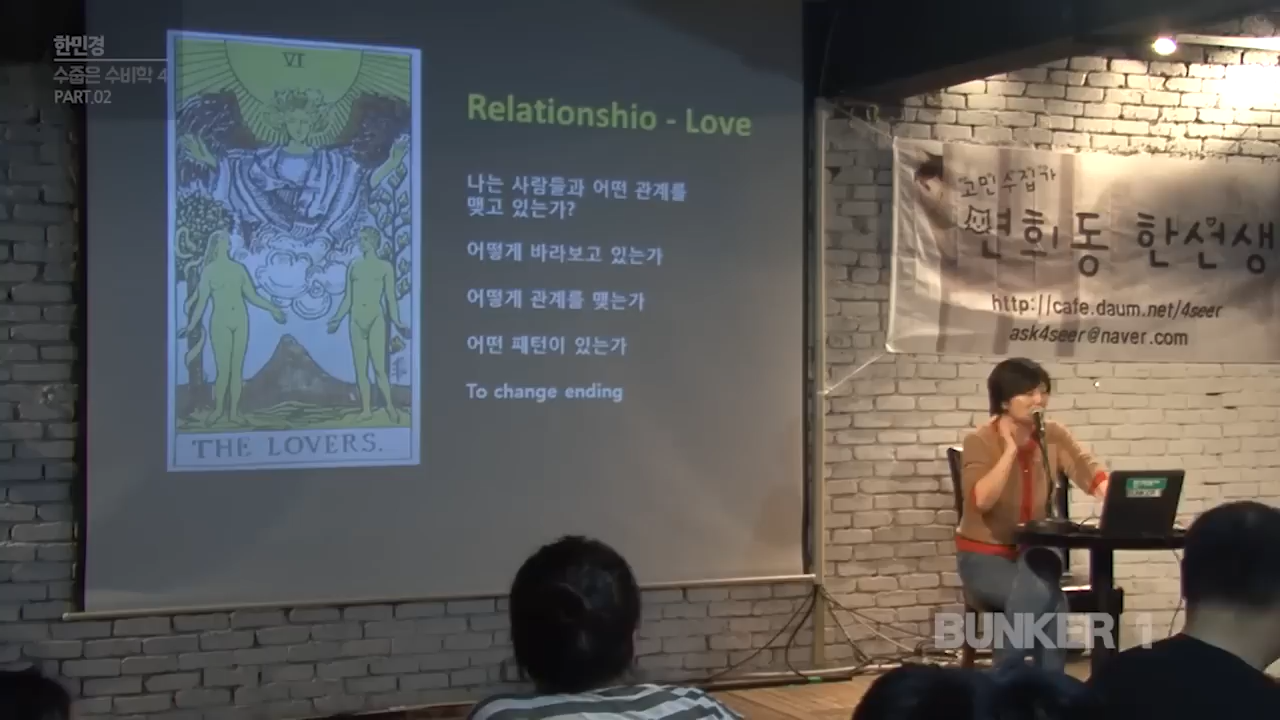 한민경
수줍은 수비학 4
PART.02
VI
THE LOVERS.
Relationshio - Love
나는 사람들과 어떤 관계를
맺고 있는가?
어떻게 바라보고 있는가
어떻게 관계를 맺는가
어떤 패턴이 있는가
To change ending
고민 수집가
연희동 한선생
http://cafe.daum.net/4seer
ask4seer@naver.com
BUNKER
BUNKER 1